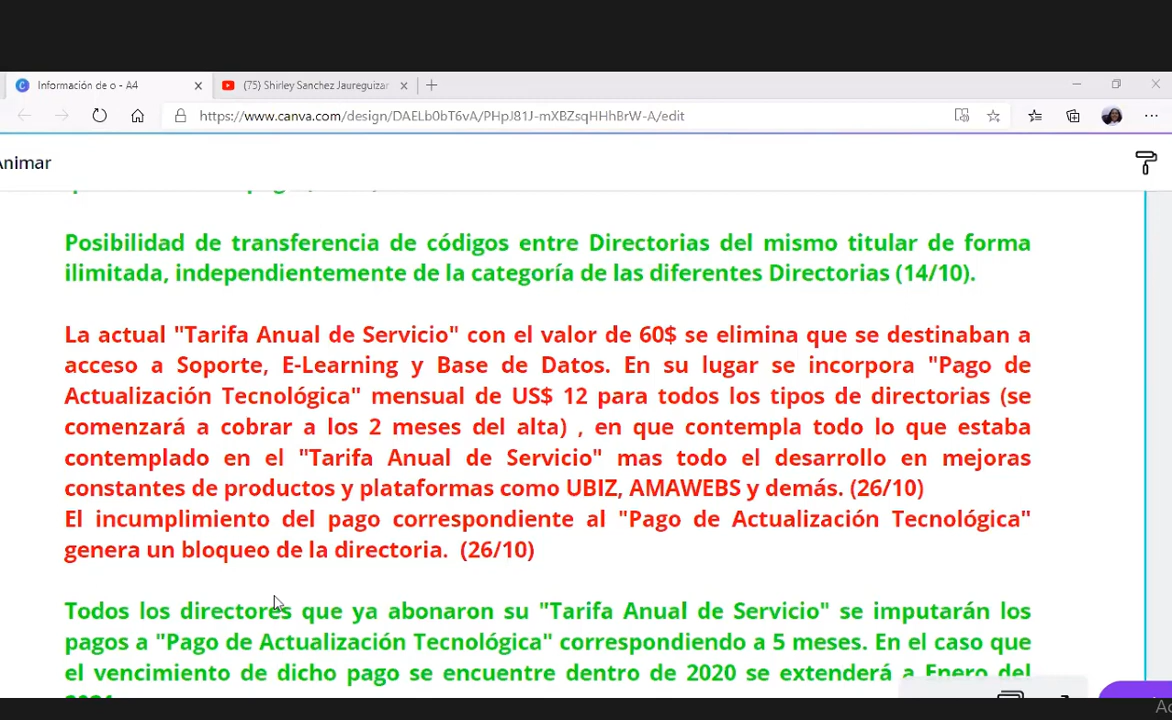 Información de o - A4
(75) Shirley Sanchez Jaureguizar
https://www.canva.com/design/DAELb0bT6vA/PHpJ81J-mXBZsqHHhBrW-A/edit
Animar
Posibilidad de transferencia de códigos entre Directorias del mismo titular de forma
ilimitada, independientemente de la categoría de las diferentes Directorias (14/10).
La actual "Tarifa Anual de Servicio" con el valor de 60$ se elimina que se destinaban a
acceso a Soporte, E-Learning y Base de Datos. En su lugar se incorpora "Pago de
Actualización Tecnológica" mensual de US$ 12 para todos los tipos de directorias (se
comenzará a cobrar a los 2 meses del alta) , en que contempla todo lo que estaba
contemplado en el "Tarifa Anual de Servicio" mas todo el desarrollo en mejoras
constantes de productos y plataformas como UBIZ, AMAWEBS y demás. (26/10)
El incumplimiento del pago correspondiente al "Pago de Actualización Tecnológica"
genera un bloqueo de la directoria. (26/10)
Todos los directores que ya abonaron su "Tarifa Anual de Servicio" se imputarán los
pagos a "Pago de Actualización Tecnológica" correspondiendo a 5 meses. En el caso que
el vencimiento de dicho pago se encuentre dentro de 2020 se extenderá a Enero del